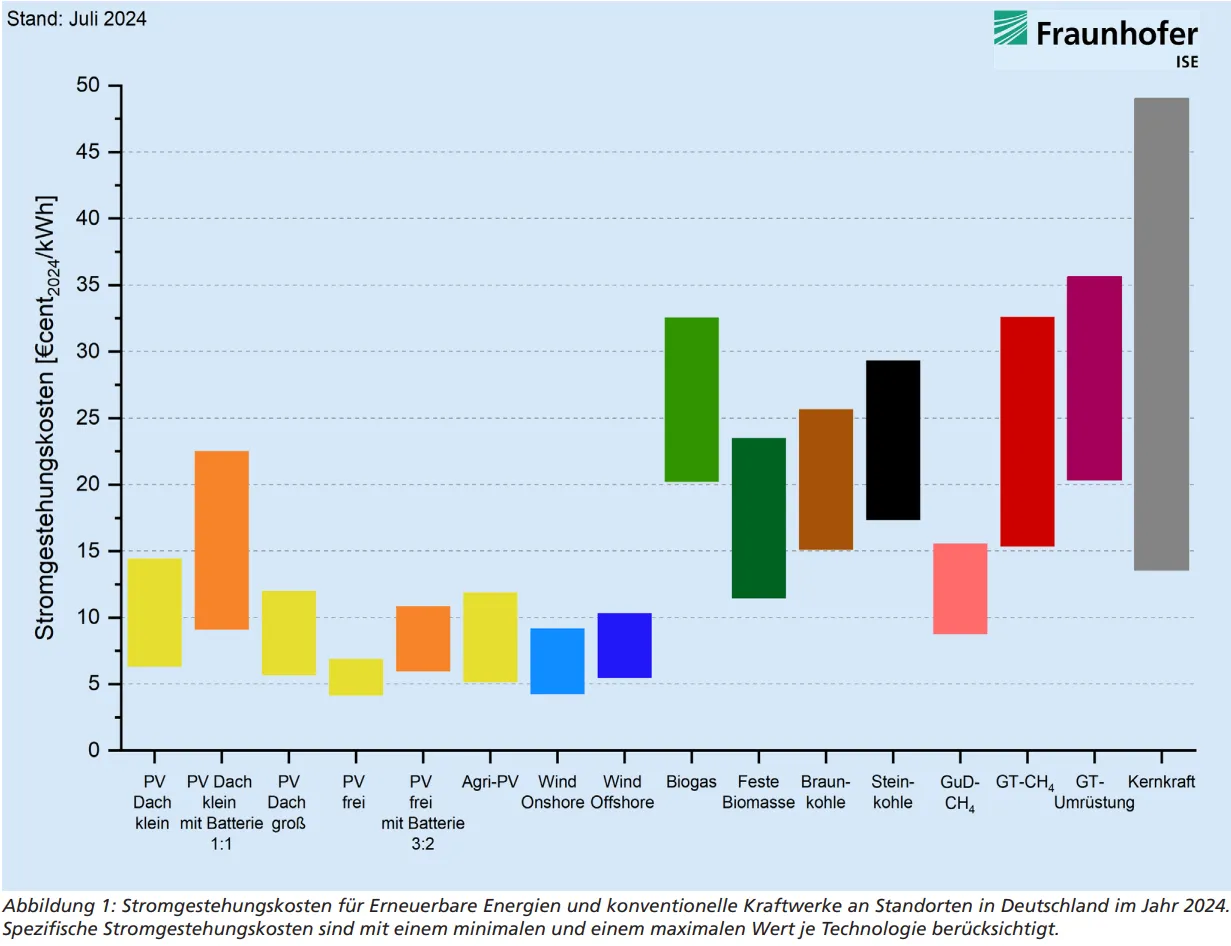 Stand: Juli 2024
Fraunhofer
ISE
Stromgestehungskosten [€cent2024/kWh]
50
45
40
35
30
25
20
15
10
5
0
PV Dach klein
PV Dach klein mit Batterie 1:1
PV Dach groß
PV frei
PV frei mit Batterie 3:2
Agri-PV
Wind Onshore
Wind Offshore
Biogas
Feste Biomasse
Braun-kohle
Stein-kohle
GuD-CH4
GT-CH4
GT-Umrüstung
Kernkraft
Abbildung 1: Stromgestehungskosten für Erneuerbare Energien und konventionelle Kraftwerke an Standorten in Deutschland im Jahr 2024.
Spezifische Stromgestehungskosten sind mit einem minimalen und einem maximalen Wert je Technologie berücksichtigt.